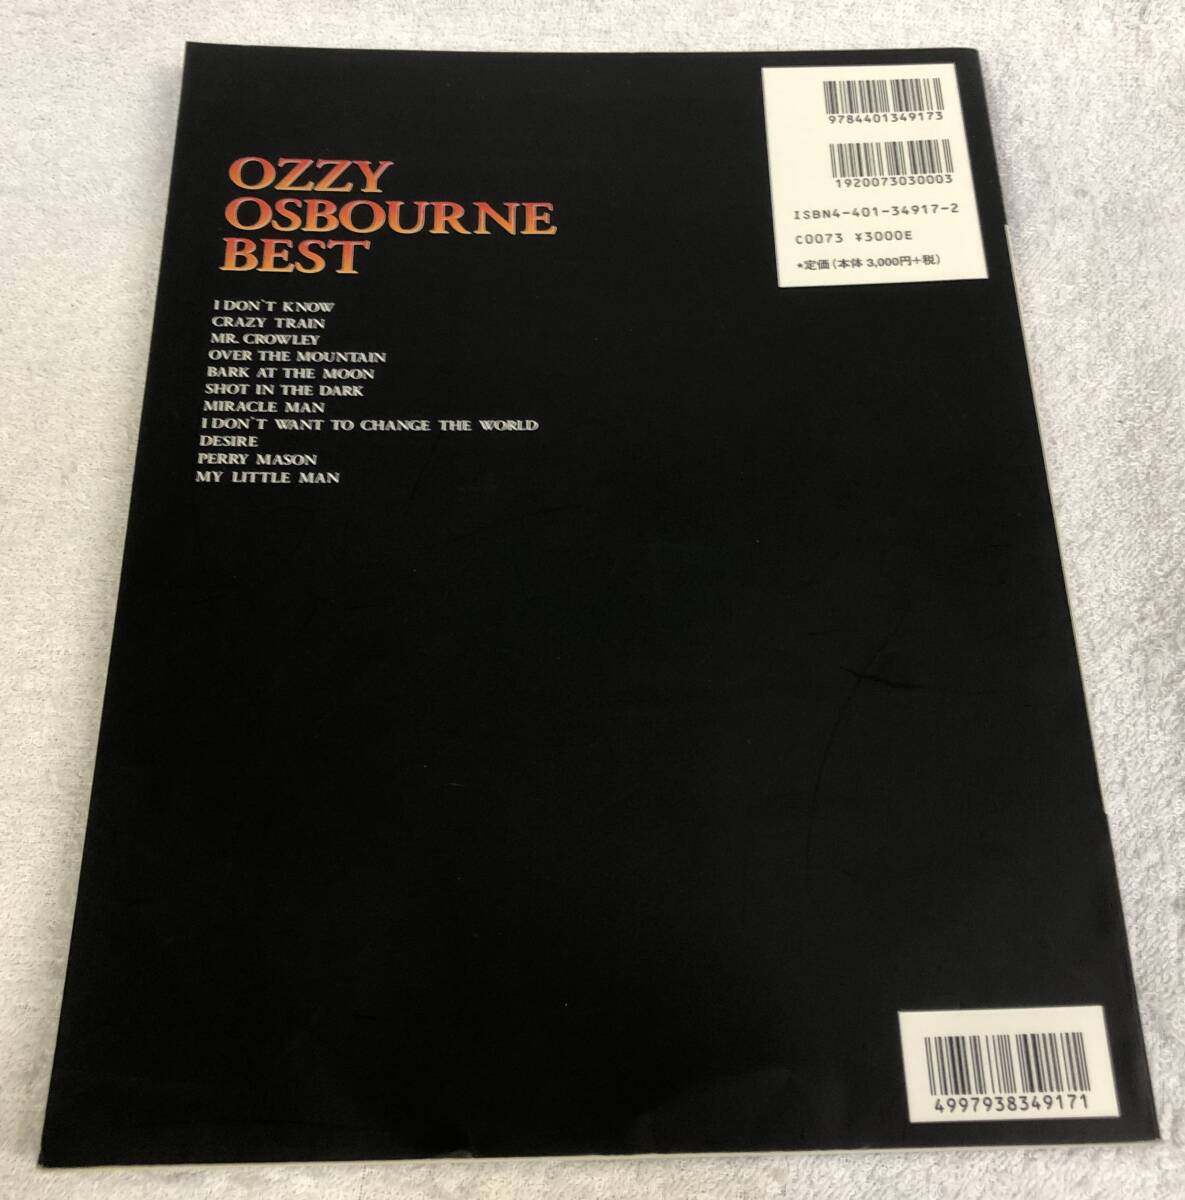 OZZY
OSBOURNE
BEST
I DON`T KNOW
CRAZY TRAIN
MR. CROWLEY
OVER THE MOUNTAIN
BARK AT THE MOON
SHOT IN THE DARK
MIRACLE MAN
I DON`T WANT TO CHANGE THE WORLD
DESIRE
PERRY MASON
MY LITTLE MAN
9784401349173
1920073030003
ISBN4-401-34917-2
C0073 ¥3000E
*定価(本体 3,000円+税)
4997938349171